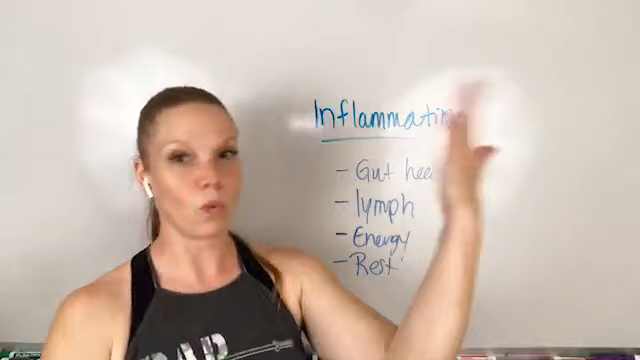 Inflammati
- Gut hea
- lymph
- Energy
- Rest